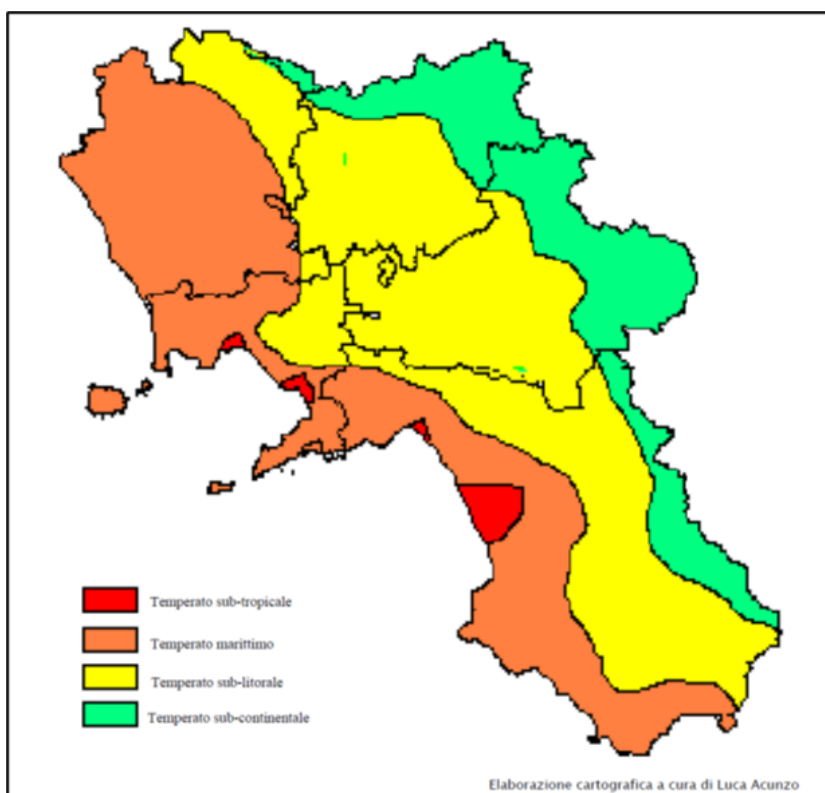 Temperato sub-tropicale
Temperato marittimo
Temperato sub-litorale
Temperato sub-continentale
Elaborazione cartografica a cura di Luca Acunzo